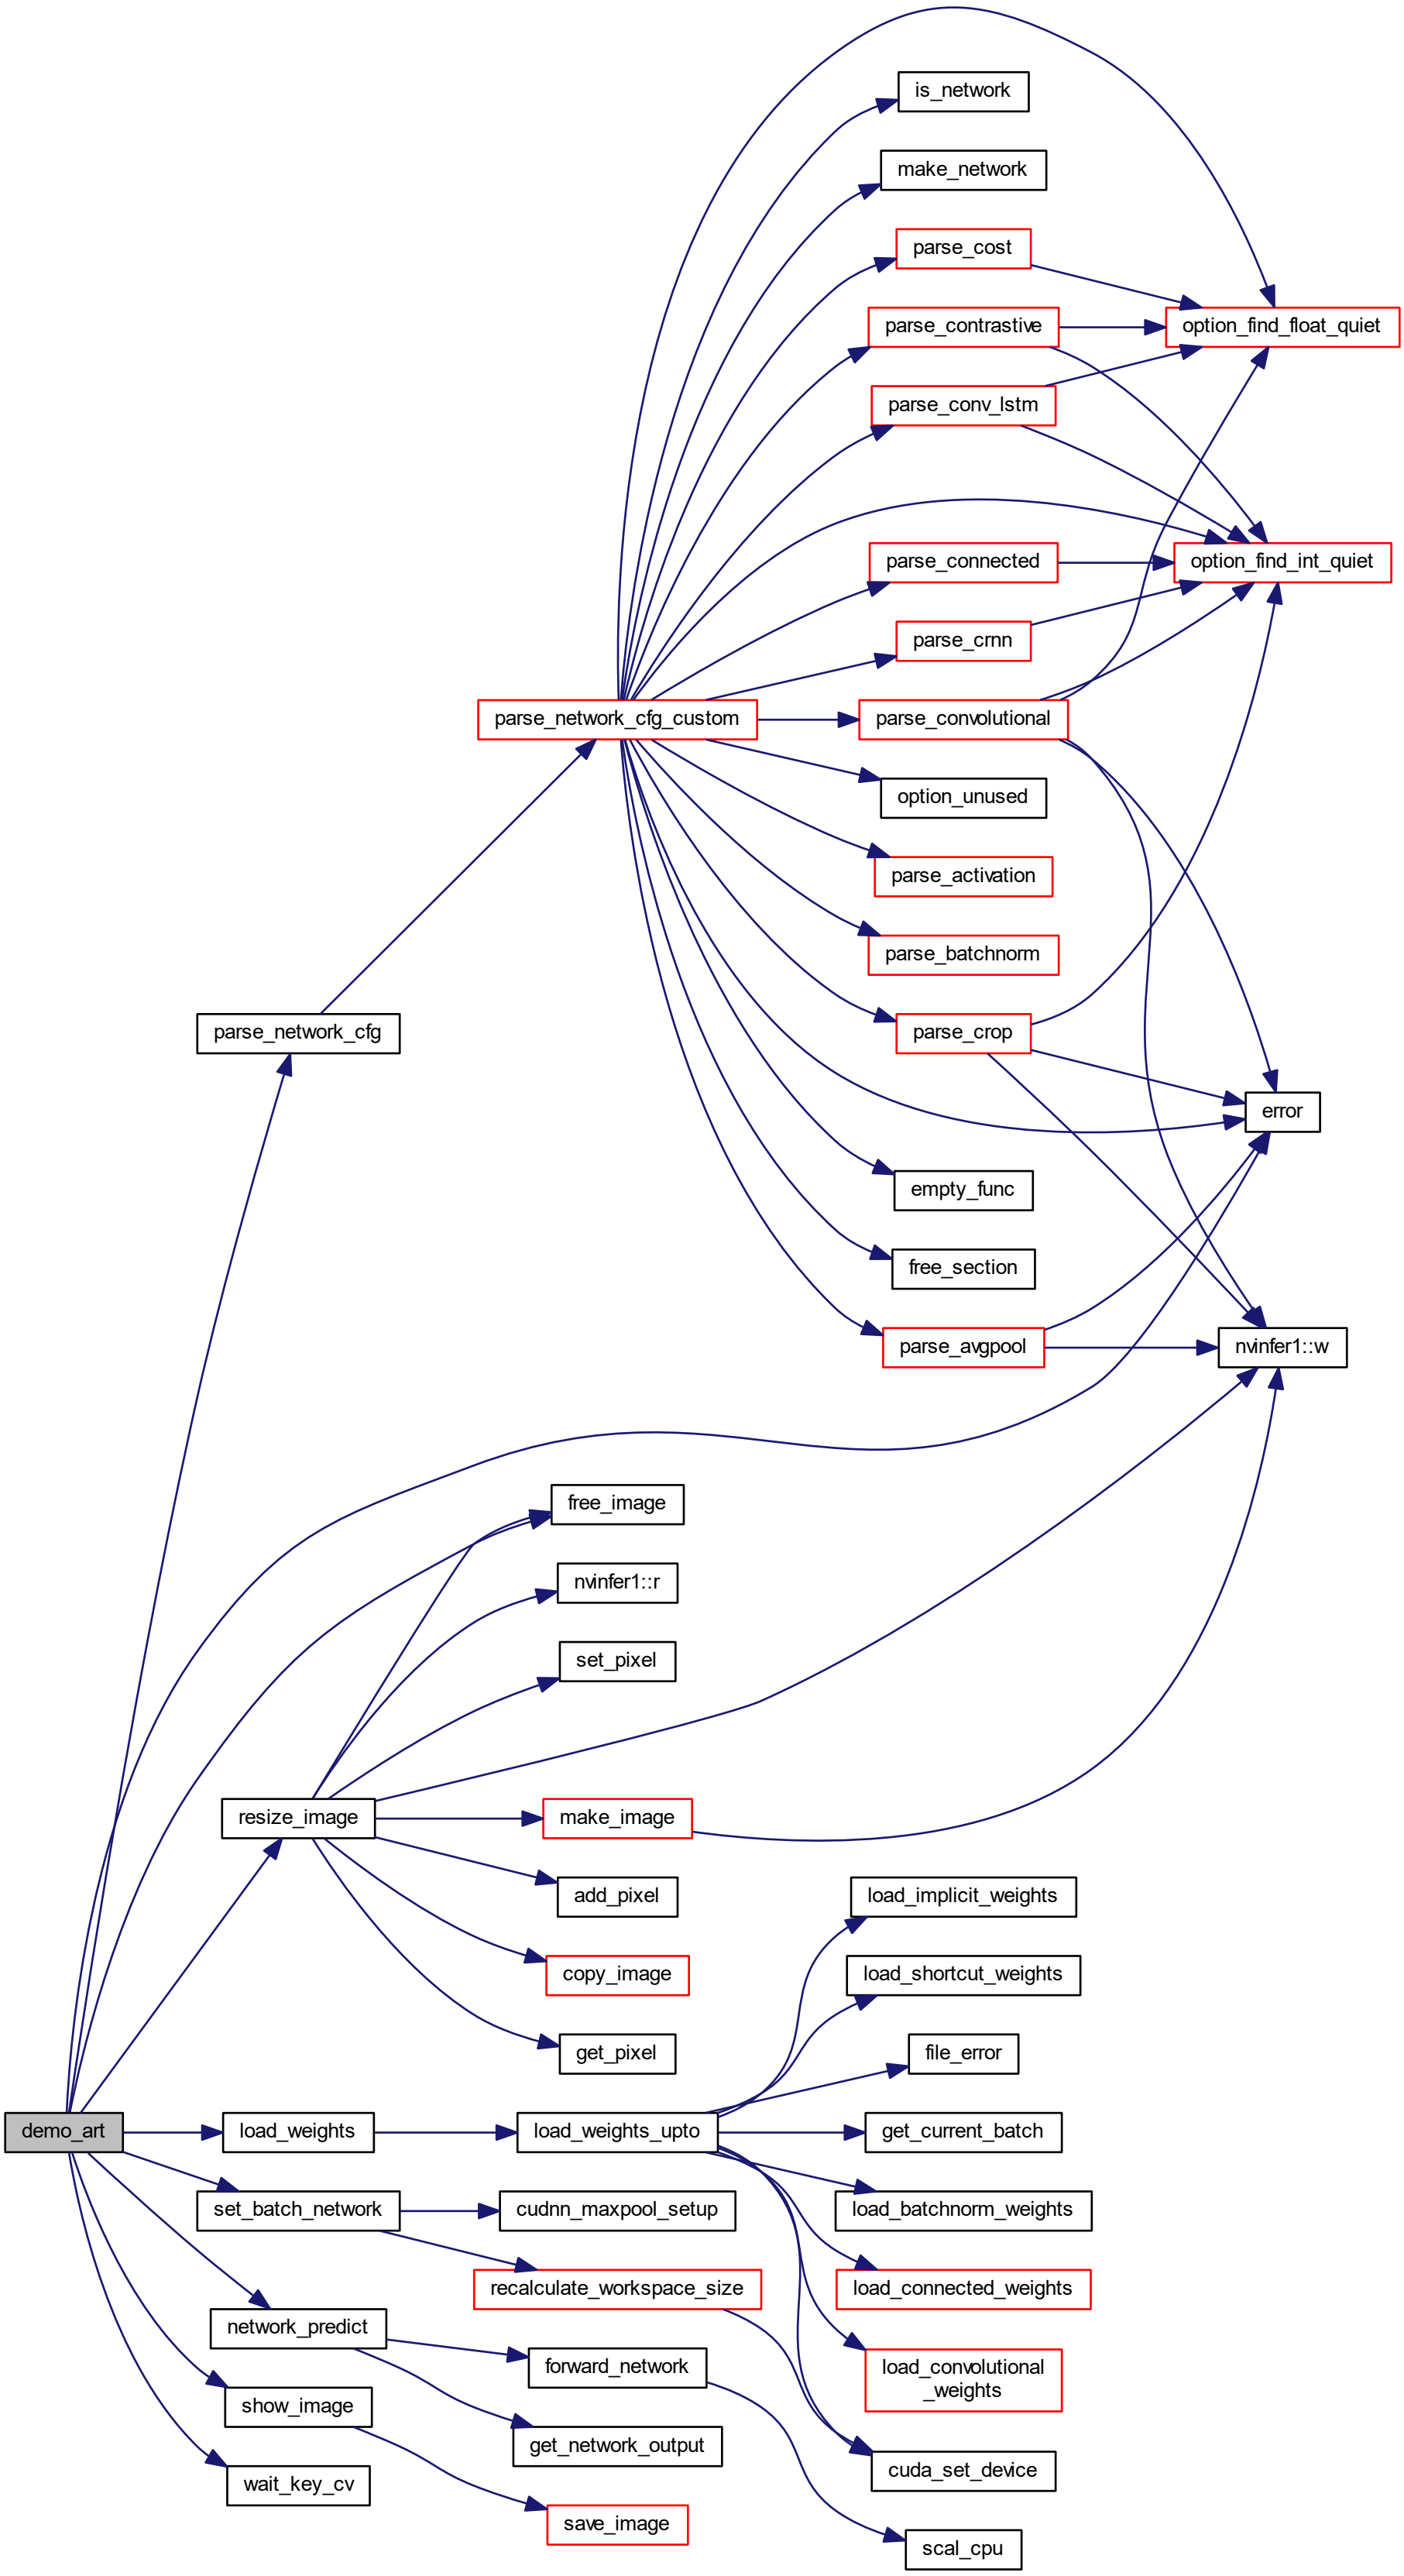 is_network
make_network
parse_cost
parse_contrastive
option_find_float_quiet
parse_conv_lstm
parse_connected
option_find_int_quiet
parse_crnn
parse_network_cfg_custom
parse_convolutional
option_unused
parse_activation
parse_batchnorm
parse_network_cfg
parse_crop
error
empty_func
free_section
parse_avgpool
nvinfer1::w
free_image
nvinfer1::r
set_pixel
resize_image
make_image
add_pixel
load_implicit_weights
copy_image
load_shortcut_weights
get_pixel
file_error
demo_art
load_weights
load_weights_upto
get_current_batch
set_batch_network
cudnn_maxpool_setup
load_batchnorm_weights
recalculate_workspace_size
load_connected_weights
network_predict
forward_network
load_convolutional
_weights
show_image
get_network_output
cuda_set_device
wait_key_cv
save_image
scal_cpu